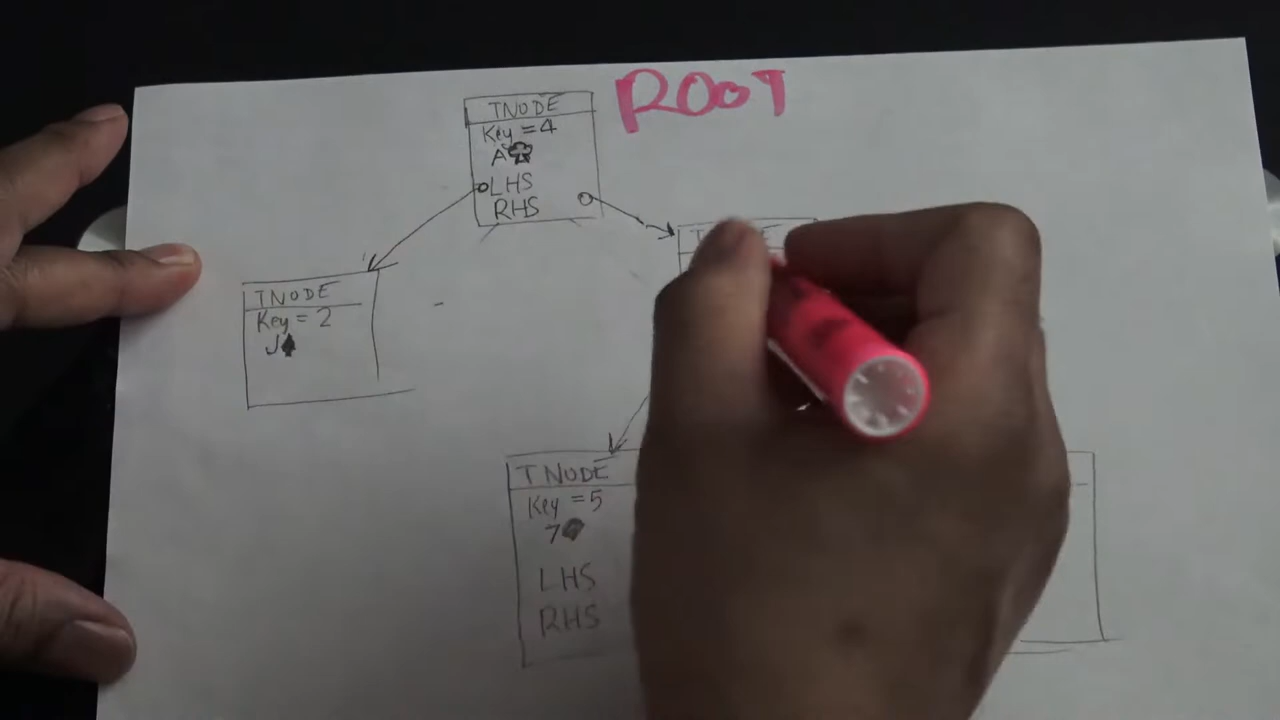 ROOT
TNODE
Key = 4
A♣
LHS
RHS
TNODE
Key = 2
J♠
TNODE
Key = 5
7♦
LHS
RHS